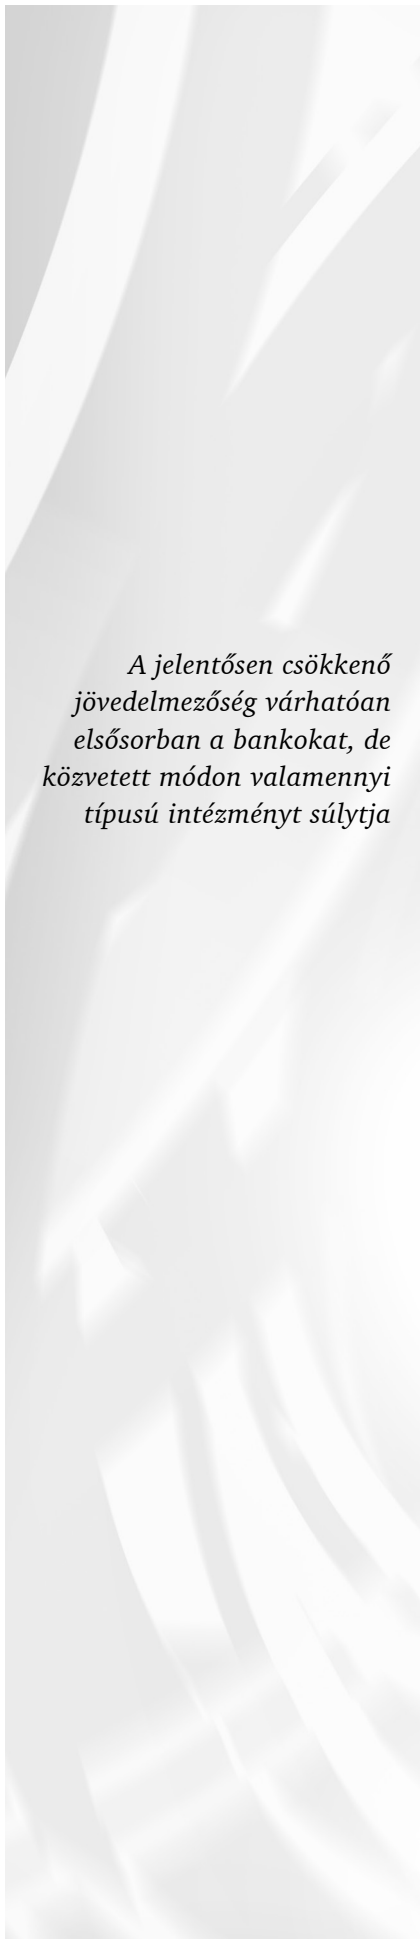 A jelentősen csökkenő
jövedelmezőség várhatóan
elsősorban a bankokat, de
közvetett módon valamennyi
típusú intézményt súlytja